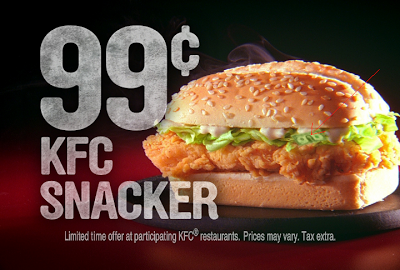 99¢
KFC
SNACKER
Limited time offer at participating KFC® restaurants. Prices may vary. Tax extra.